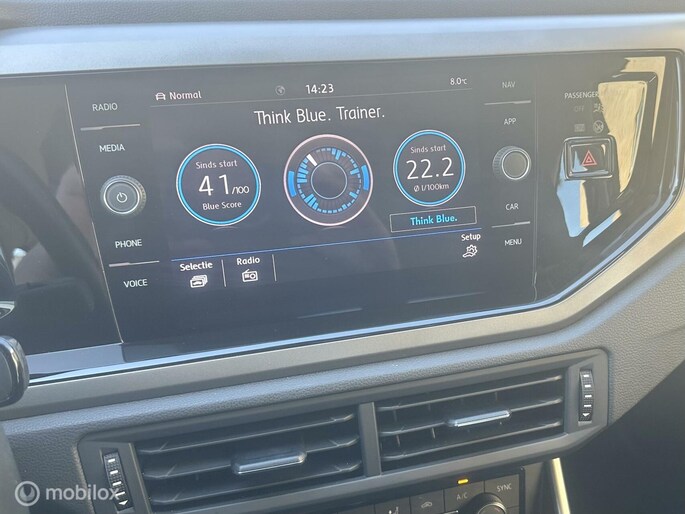 Normal 14:23 8.0°C
RADIO
MEDIA
PHONE
VOICE
Think Blue. Trainer.
Sinds start
41/100
Blue Score
Sinds start
22.2
Ø l/100km
Think Blue.
Selectie
Radio
Setup
NAV
APP
CAR
MENU
PASSENGER
OFF
A/C
SYNC
mobilox